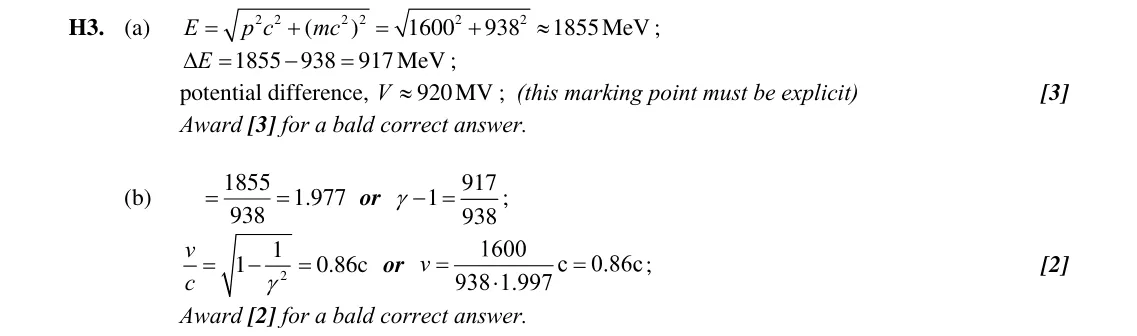 H3. (a) E = √(p²c² + (mc²)²) = √(1600² + 938²) ≈ 1855 MeV ;
ΔE = 1855 − 938 = 917 MeV ;
potential difference, V ≈ 920 MV ; (this marking point must be explicit) [3]
Award [3] for a bald correct answer.
(b) = 1855/938 = 1.977 or γ − 1 = 917/938 ;
v/c = √(1 − 1/γ²) = 0.86c or v = 1600/(938·1.997) c = 0.86c ; [2]
Award [2] for a bald correct answer.